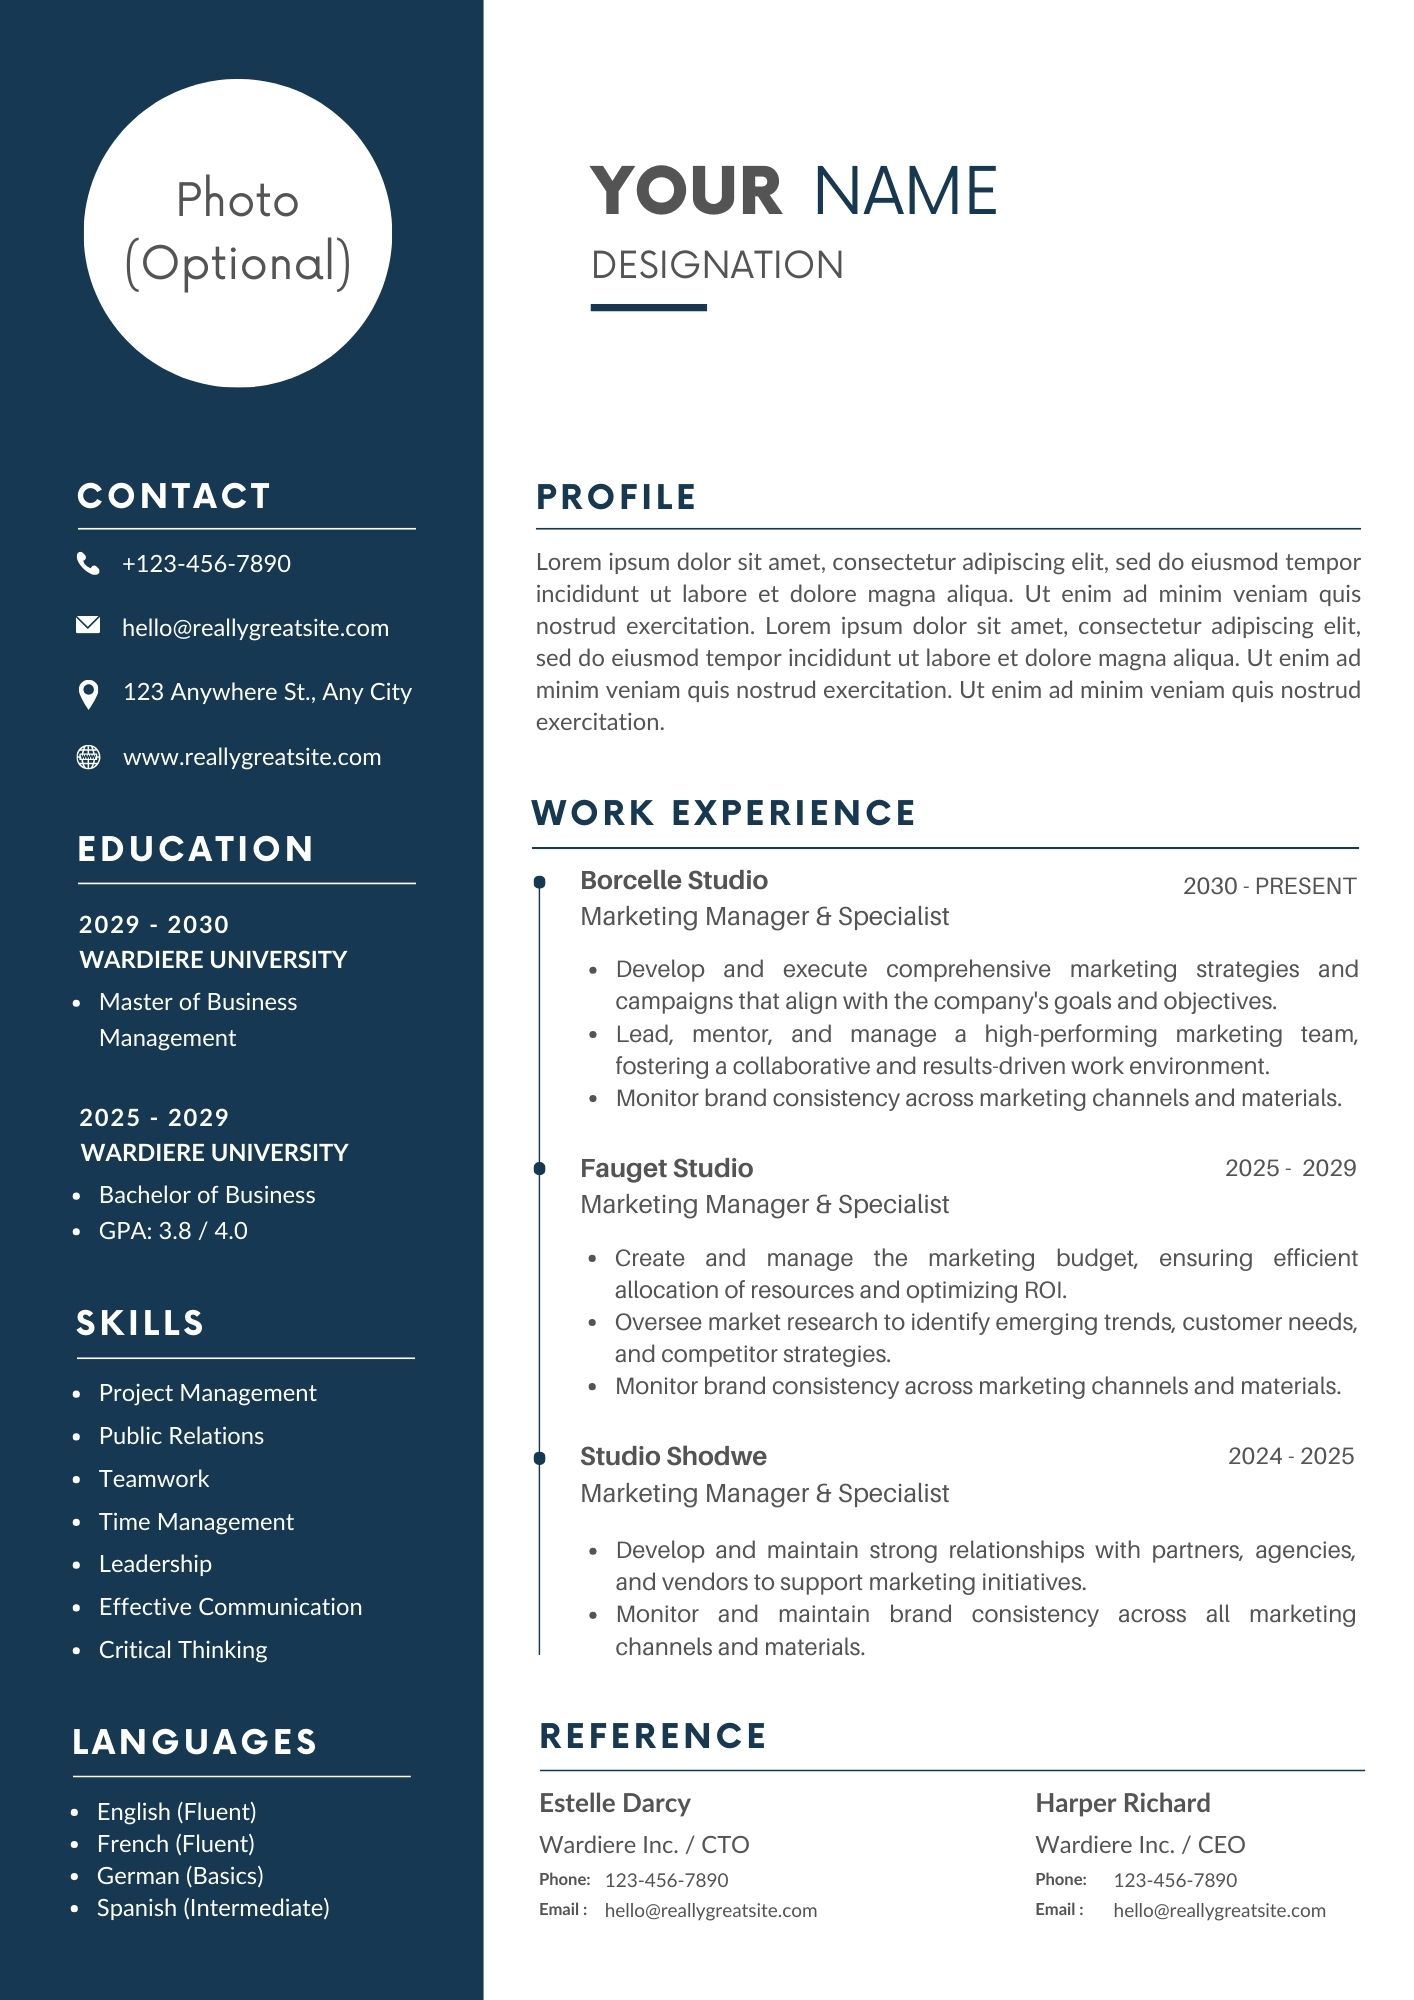 Photo
(Optional)
YOUR NAME
DESIGNATION
CONTACT
+123-456-7890
hello@reallygreatsite.com
123 Anywhere St., Any City
www.reallygreatsite.com
EDUCATION
2029 - 2030
WARDIERE UNIVERSITY
• Master of Business
Management
2025 - 2029
WARDIERE UNIVERSITY
• Bachelor of Business
• GPA: 3.8 / 4.0
SKILLS
• Project Management
• Public Relations
• Teamwork
• Time Management
• Leadership
• Effective Communication
• Critical Thinking
LANGUAGES
• English (Fluent)
• French (Fluent)
• German (Basics)
• Spanish (Intermediate)
PROFILE
Lorem ipsum dolor sit amet, consectetur adipiscing elit, sed do eiusmod tempor
incididunt ut labore et dolore magna aliqua. Ut enim ad minim veniam quis
nostrud exercitation. Lorem ipsum dolor sit amet, consectetur adipiscing elit,
sed do eiusmod tempor incididunt ut labore et dolore magna aliqua. Ut enim ad
minim veniam quis nostrud exercitation. Ut enim ad minim veniam quis nostrud
exercitation.
WORK EXPERIENCE
Borcelle Studio 2030 - PRESENT
Marketing Manager & Specialist
• Develop and execute comprehensive marketing strategies and
campaigns that align with the company's goals and objectives.
• Lead, mentor, and manage a high-performing marketing team,
fostering a collaborative and results-driven work environment.
• Monitor brand consistency across marketing channels and materials.
Fauget Studio 2025 - 2029
Marketing Manager & Specialist
• Create and manage the marketing budget, ensuring efficient
allocation of resources and optimizing ROI.
• Oversee market research to identify emerging trends, customer needs,
and competitor strategies.
• Monitor brand consistency across marketing channels and materials.
Studio Shodwe 2024 - 2025
Marketing Manager & Specialist
• Develop and maintain strong relationships with partners, agencies,
and vendors to support marketing initiatives.
• Monitor and maintain brand consistency across all marketing
channels and materials.
REFERENCE
Estelle Darcy
Wardiere Inc. / CTO
Phone: 123-456-7890
Email : hello@reallygreatsite.com
Harper Richard
Wardiere Inc. / CEO
Phone: 123-456-7890
Email : hello@reallygreatsite.com